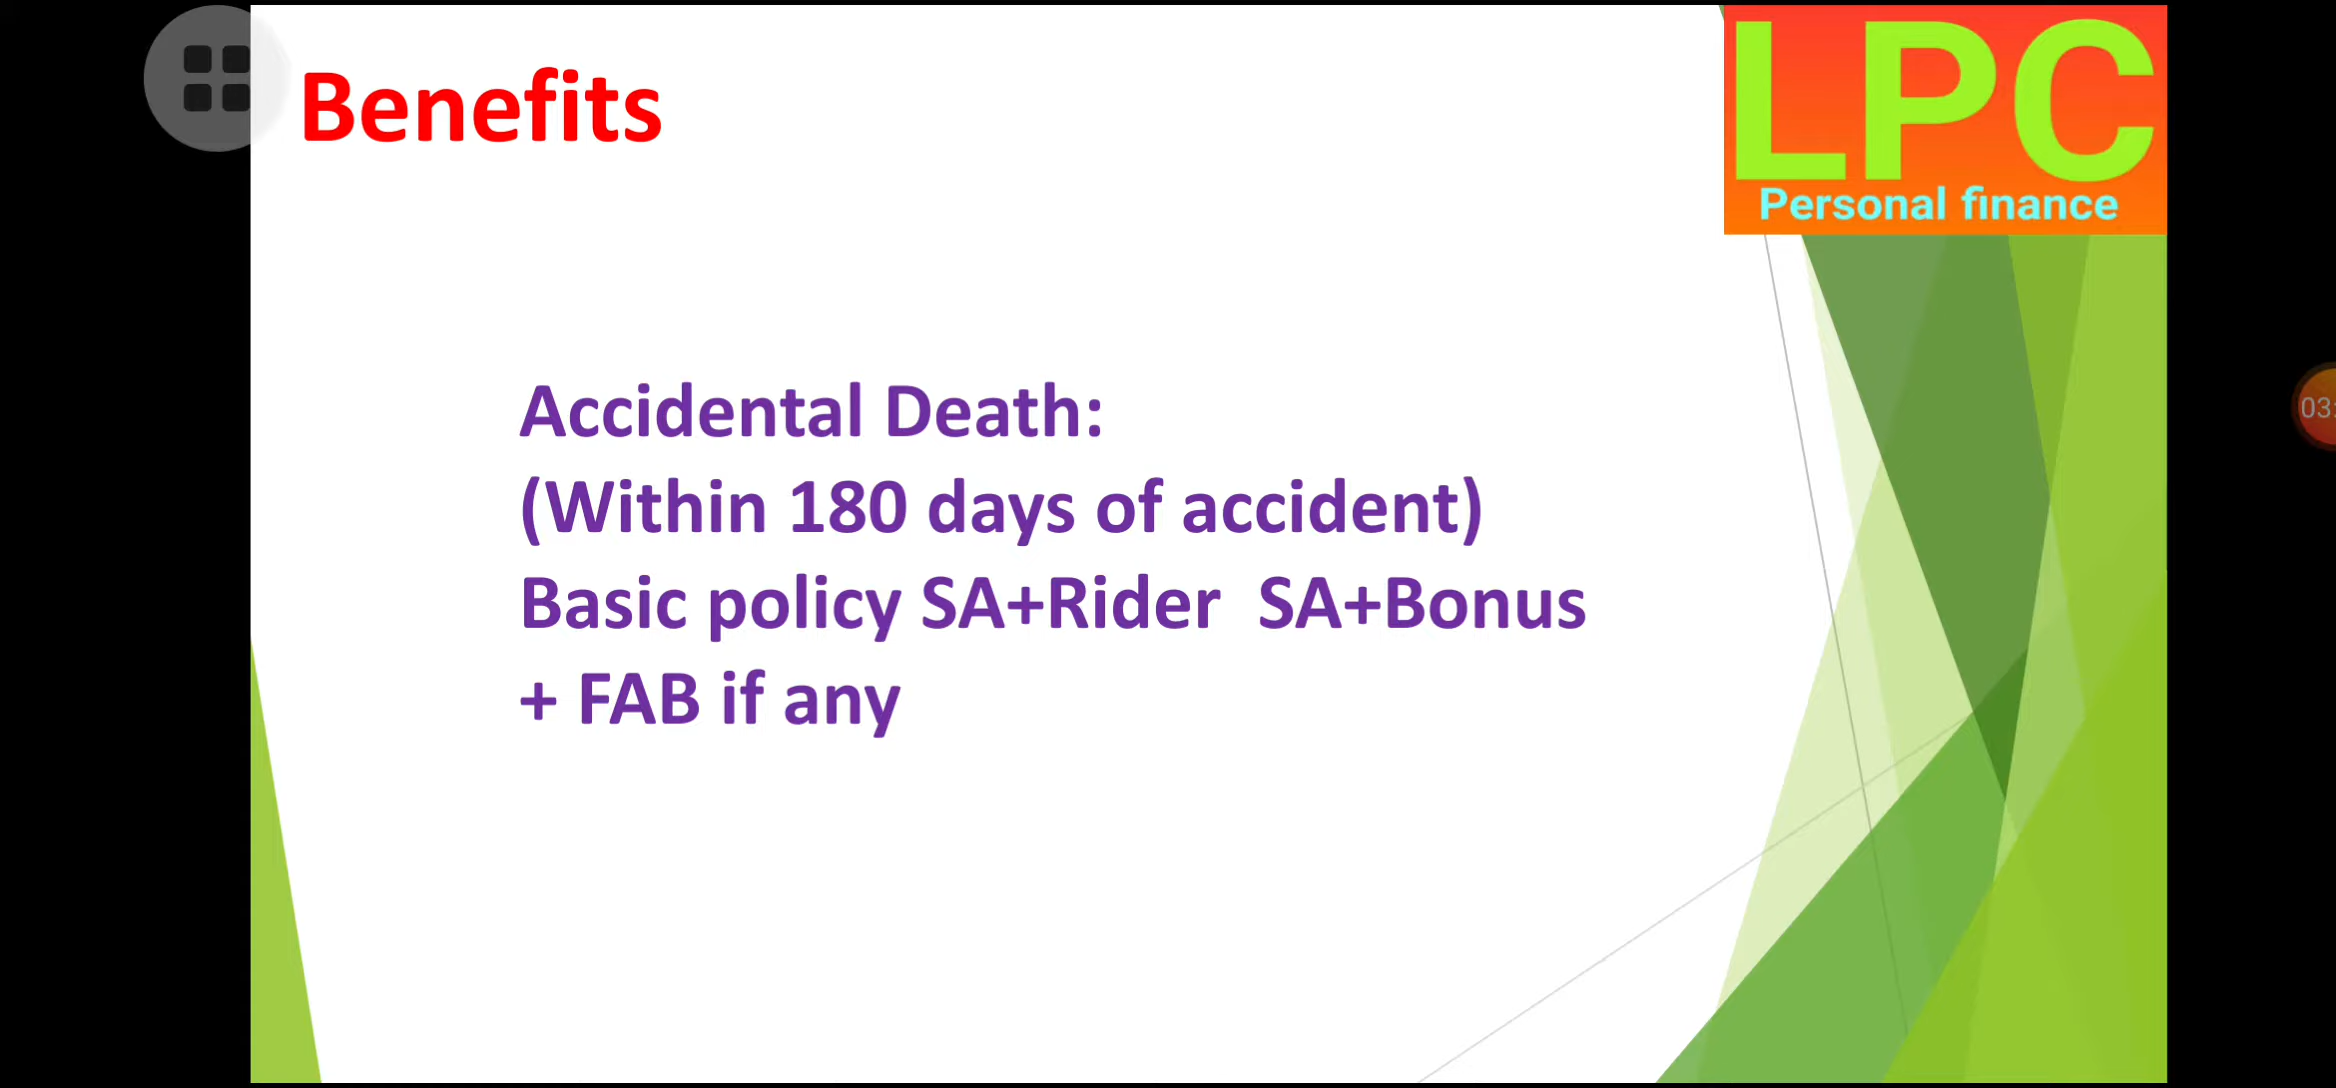 Benefits
LPC
Personal finance
Accidental Death:
(Within 180 days of accident)
Basic policy SA+Rider  SA+Bonus
+ FAB if any
03: